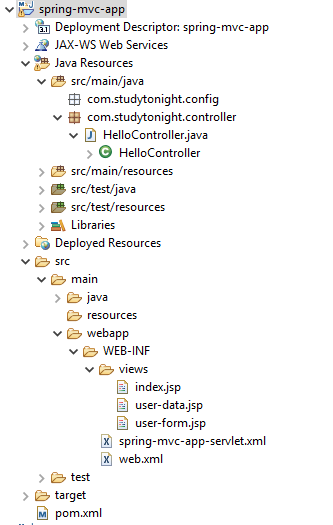 spring-mvc-app
Deployment Descriptor: spring-mvc-app
JAX-WS Web Services
Java Resources
src/main/java
com.studytonight.config
com.studytonight.controller
HelloController.java
HelloController
src/main/resources
src/test/java
src/test/resources
Libraries
Deployed Resources
src
main
java
resources
webapp
WEB-INF
views
index.jsp
user-data.jsp
user-form.jsp
spring-mvc-app-servlet.xml
web.xml
test
target
pom.xml